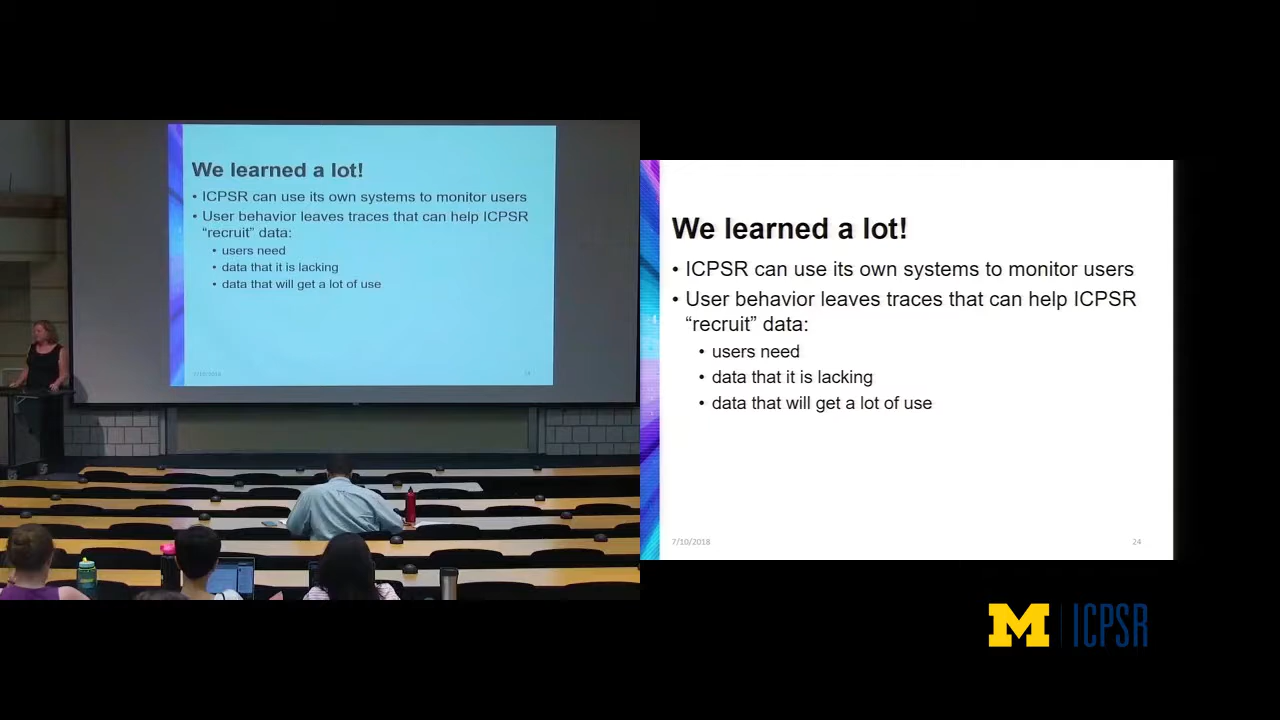 We learned a lot!
• ICPSR can use its own systems to monitor users
• User behavior leaves traces that can help ICPSR
“recruit” data:
• users need
• data that it is lacking
• data that will get a lot of use
7/10/2018
We learned a lot!
• ICPSR can use its own systems to monitor users
• User behavior leaves traces that can help ICPSR
“recruit” data:
• users need
• data that it is lacking
• data that will get a lot of use
7/10/2018 24
M ICPSR